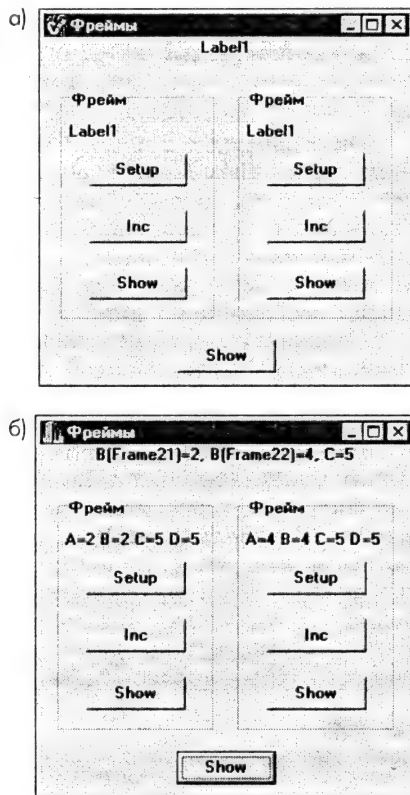 а)
Фреймы
Label1
Фрейм Фрейм
Label1 Label1
Setup Setup
Inc Inc
Show Show
Show
б)
Фреймы
B(Frame21)=2, B(Frame22)=4, C=5
Фрейм Фрейм
A=2 B=2 C=5 D=5 A=4 B=4 C=5 D=5
Setup Setup
Inc Inc
Show Show
Show